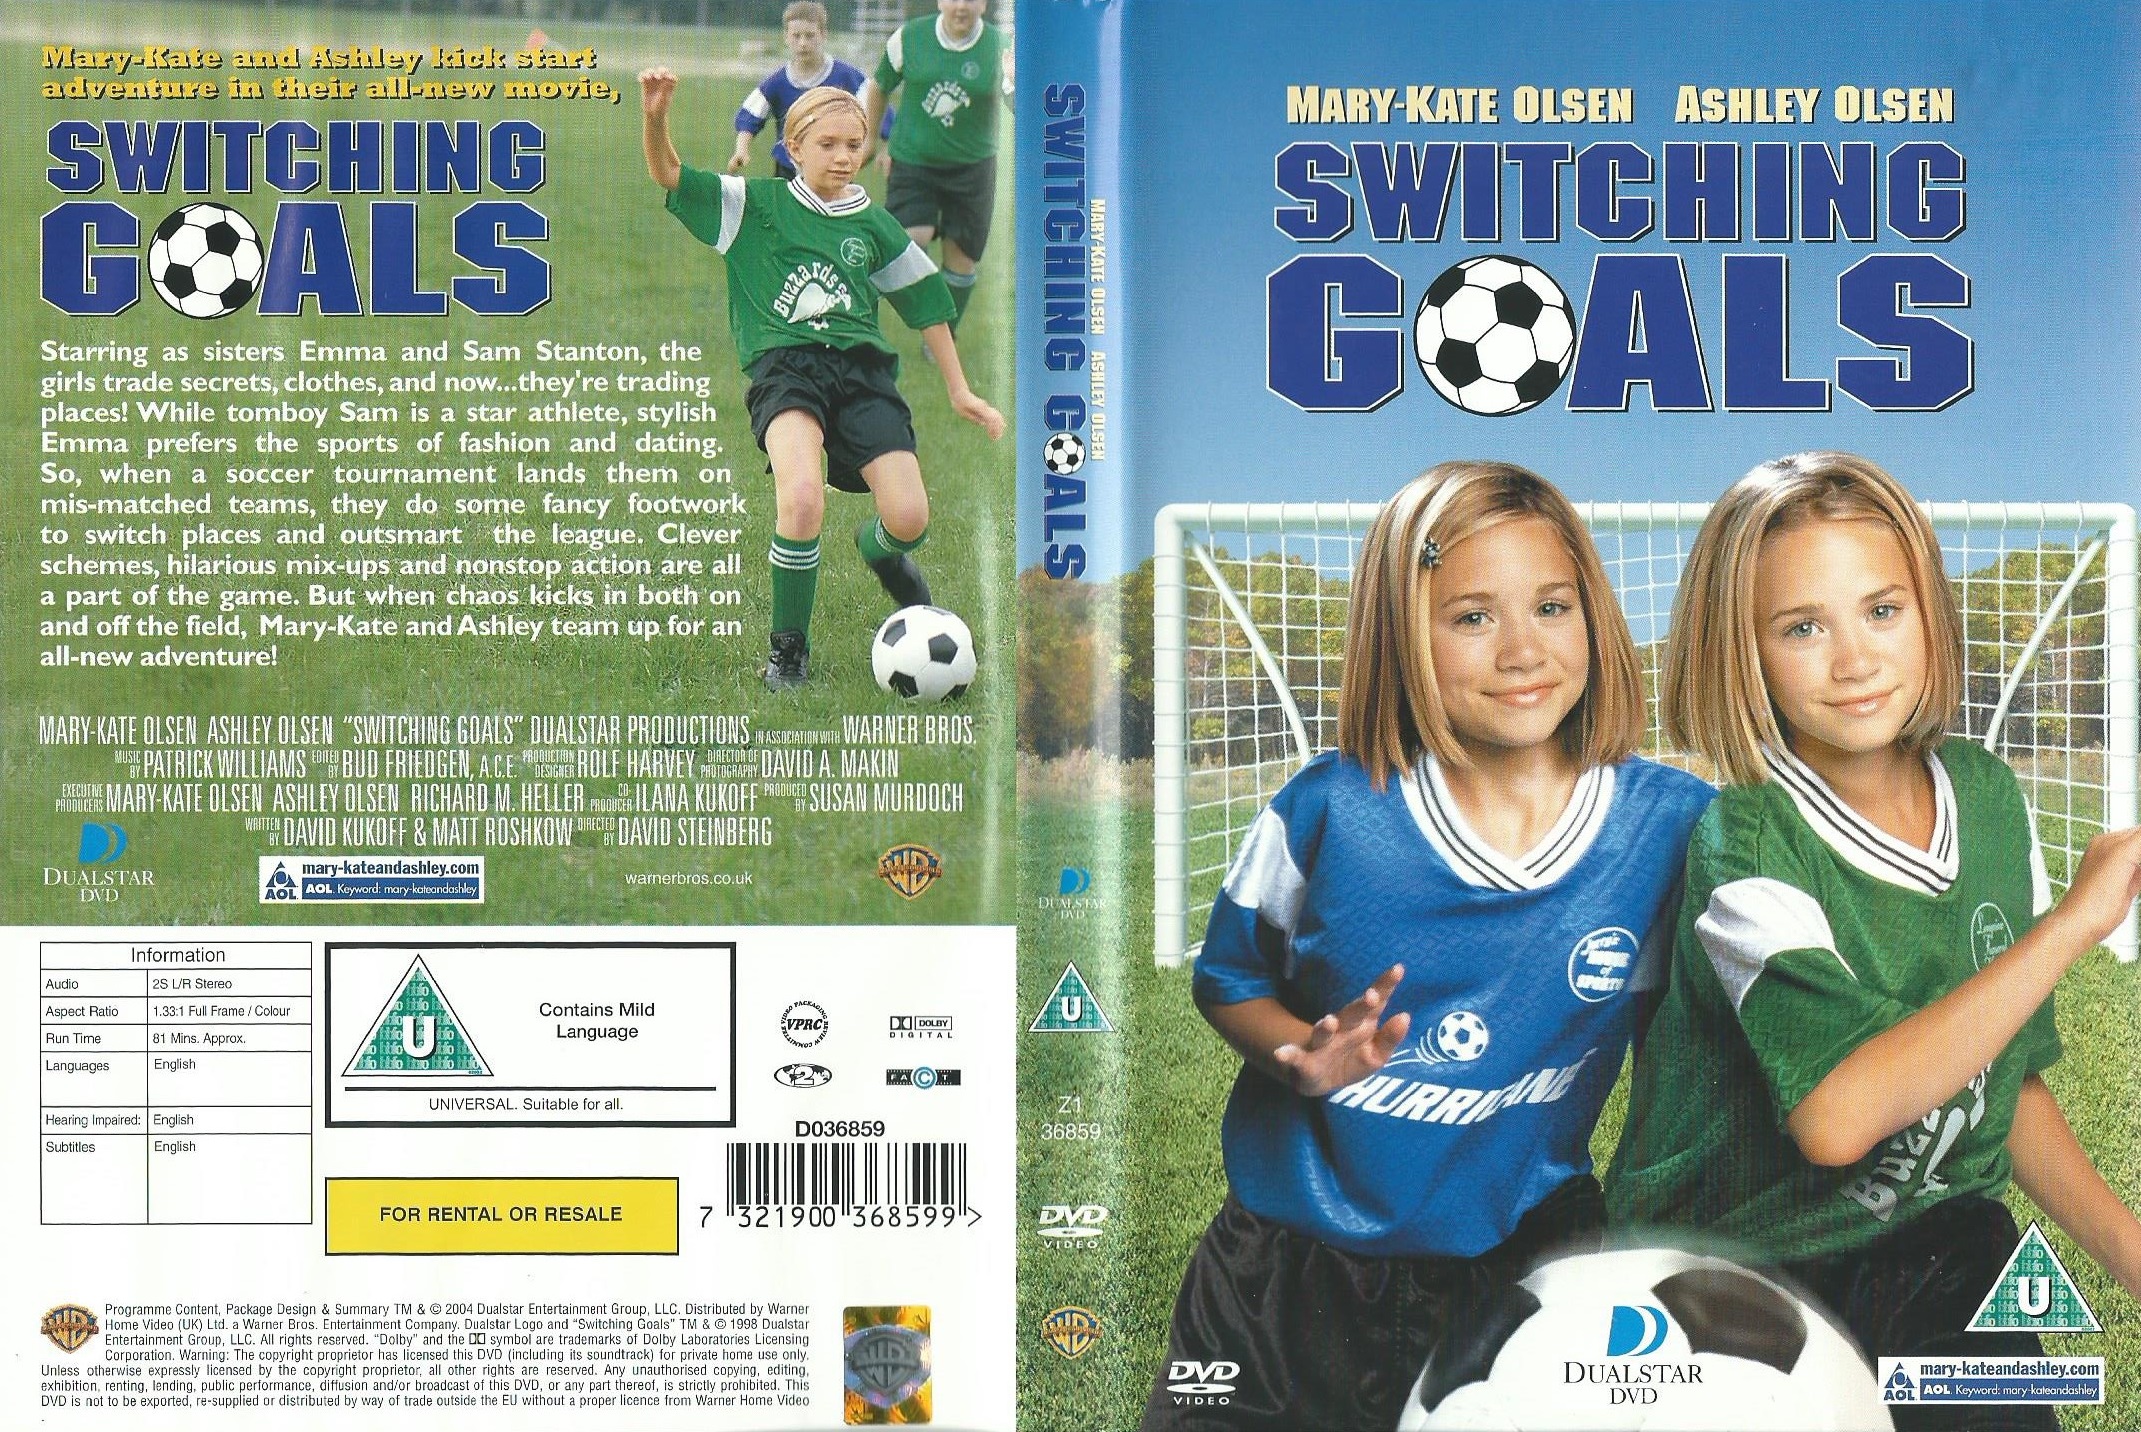 Mary-Kate and Ashley kick start
adventure in their all-new movie,
SWITCHING
GOALS
Buzzards
Starring as sisters Emma and Sam Stanton, the
girls trade secrets, clothes, and now...they're trading
places! While tomboy Sam is a star athlete, stylish
Emma prefers the sports of fashion and dating.
So, when a soccer tournament lands them on
mis-matched teams, they do some fancy footwork
to switch places and outsmart the league. Clever
schemes, hilarious mix-ups and nonstop action are all
a part of the game. But when chaos kicks in both on
and off the field, Mary-Kate and Ashley team up for an
all-new adventure!
MARY-KATE OLSEN ASHLEY OLSEN "SWITCHING GOALS" DUALSTAR PRODUCTIONS IN ASSOCIATION WITH WARNER BROS.
MUSIC BY PATRICK WILLIAMS EDITED BY BUD FRIEDGEN, A.C.E. PRODUCTION DESIGNER ROLF HARVEY DIRECTOR OF PHOTOGRAPHY DAVID A. MAKIN
EXECUTIVE PRODUCERS MARY-KATE OLSEN ASHLEY OLSEN RICHARD M. HELLER CO-PRODUCER ILANA KUKOFF PRODUCED BY SUSAN MURDOCH
WRITTEN BY DAVID KUKOFF & MATT ROSHKOW DIRECTED BY DAVID STEINBERG
DUALSTAR
DVD
AOL
mary-kateandashley.com
AOL Keyword: mary-kateandashley
warnerbros.co.uk
Information
Audio 2S L/R Stereo
Aspect Ratio 1.33:1 Full Frame / Colour
Run Time 81 Mins. Approx.
Languages English
Hearing Impaired: English
Subtitles English
U
Contains Mild
Language
UNIVERSAL. Suitable for all.
FOR RENTAL OR RESALE
VIDEO PACKAGING REVIEW COMMITTEE
VPRC
DOLBY
DIGITAL
2
FACT
D036859
7 321900 368599 >
Programme Content, Package Design & Summary TM & © 2004 Dualstar Entertainment Group, LLC. Distributed by Warner
Home Video (UK) Ltd. a Warner Bros. Entertainment Company. Dualstar Logo and "Switching Goals" TM & © 1998 Dualstar
Entertainment Group, LLC. All rights reserved. "Dolby" and the DD symbol are trademarks of Dolby Laboratories Licensing
Corporation. Warning: The copyright proprietor has licensed this DVD (including its soundtrack) for private home use only.
Unless otherwise expressly licensed by the copyright proprietor, all other rights are reserved. Any unauthorised copying, editing,
exhibition, renting, lending, public performance, diffusion and/or broadcast of this DVD, or any part thereof, is strictly prohibited. This
DVD is not to be exported, re-supplied or distributed by way of trade outside the EU without a proper licence from Warner Home Video
SWITCHING GOALS
MARY-KATE OLSEN ASHLEY OLSEN
DUALSTAR
DVD
U
Z1
36859
DVD
VIDEO
MARY-KATE OLSEN ASHLEY OLSEN
SWITCHING
GOALS
HURRICANE
U
DVD
VIDEO
DUALSTAR
DVD
AOL
mary-kateandashley.com
AOL Keyword: mary-kateandashley